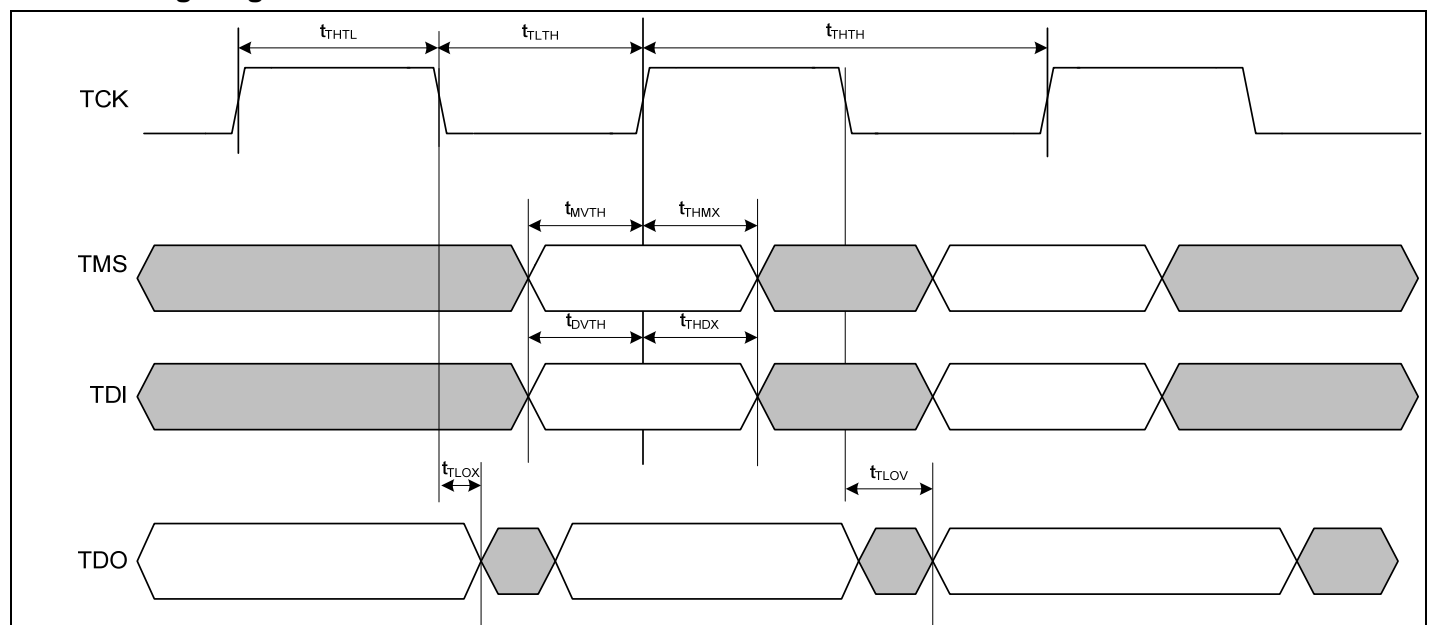 tTHTL tTLTH tTHTH
TCK
tMVTH tTHMX
TMS
tDVTH tTHDX
TDI
tTLOX tTLOV
TDO